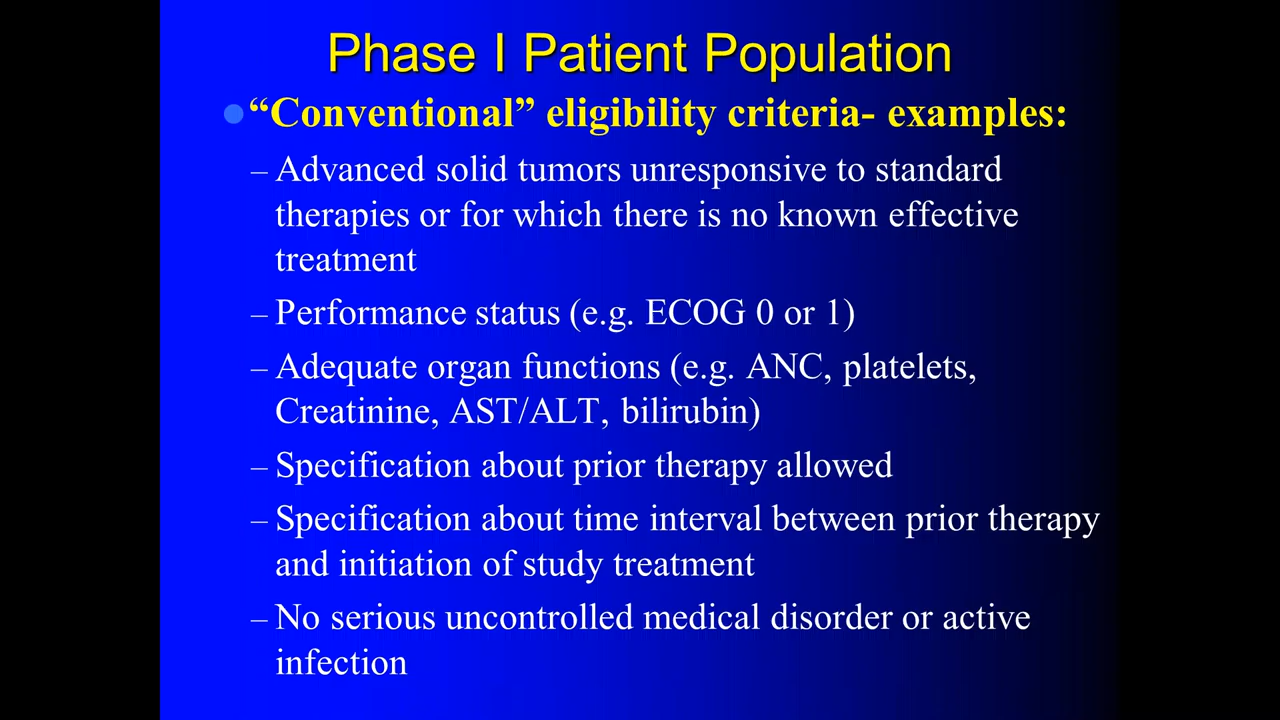 Phase I Patient Population
“Conventional” eligibility criteria- examples:
– Advanced solid tumors unresponsive to standard
therapies or for which there is no known effective
treatment
– Performance status (e.g. ECOG 0 or 1)
– Adequate organ functions (e.g. ANC, platelets,
Creatinine, AST/ALT, bilirubin)
– Specification about prior therapy allowed
– Specification about time interval between prior therapy
and initiation of study treatment
– No serious uncontrolled medical disorder or active
infection